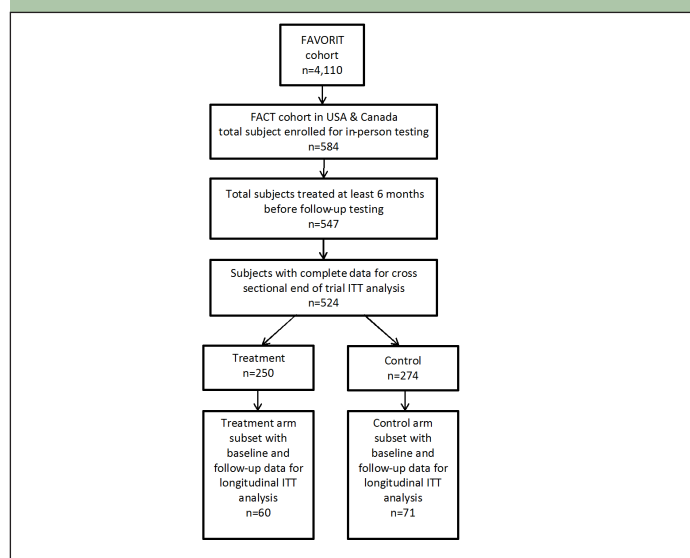 FAVORIT
cohort
n=4,110
FACT cohort in USA & Canada
total subject enrolled for in-person testing
n=584
Total subjects treated at least 6 months
before follow-up testing
n=547
Subjects with complete data for cross
sectional end of trial ITT analysis
n=524
Treatment
n=250
Control
n=274
Treatment arm
subset with
baseline and
follow-up data for
longitudinal ITT
analysis
n=60
Control arm
subset with
baseline and
follow-up data for
longitudinal ITT
analysis
n=71